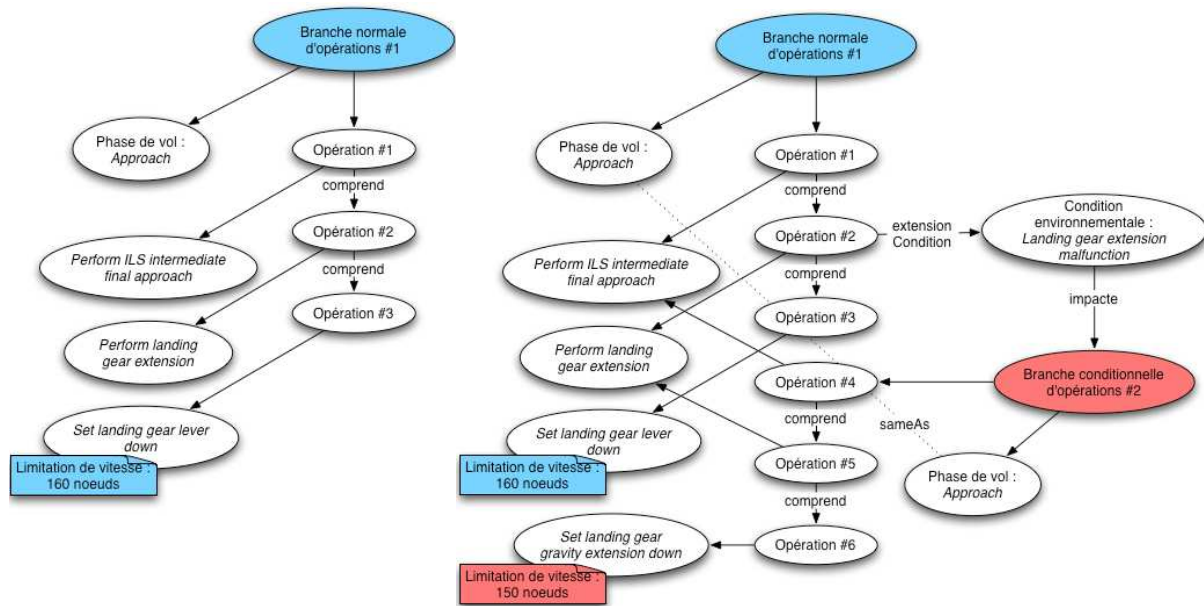 Branche normale
d'opérations #1
Phase de vol :
Approach
Opération #1
comprend
Opération #2
Perform ILS intermediate
final approach
comprend
Opération #3
Perform landing
gear extension
Set landing gear lever
down
Limitation de vitesse :
160 noeuds
Branche normale
d'opérations #1
Phase de vol :
Approach
Opération #1
comprend
Opération #2
extension
Condition
Condition
environnementale :
Landing gear extension
malfunction
Perform ILS intermediate
final approach
comprend
impacte
Opération #3
Perform landing
gear extension
Opération #4
Branche conditionnelle
d'opérations #2
comprend
sameAs
Set landing gear lever
down
Limitation de vitesse :
160 noeuds
Opération #5
Phase de vol :
Approach
comprend
Set landing gear
gravity extension down
Opération #6
Limitation de vitesse :
150 noeuds